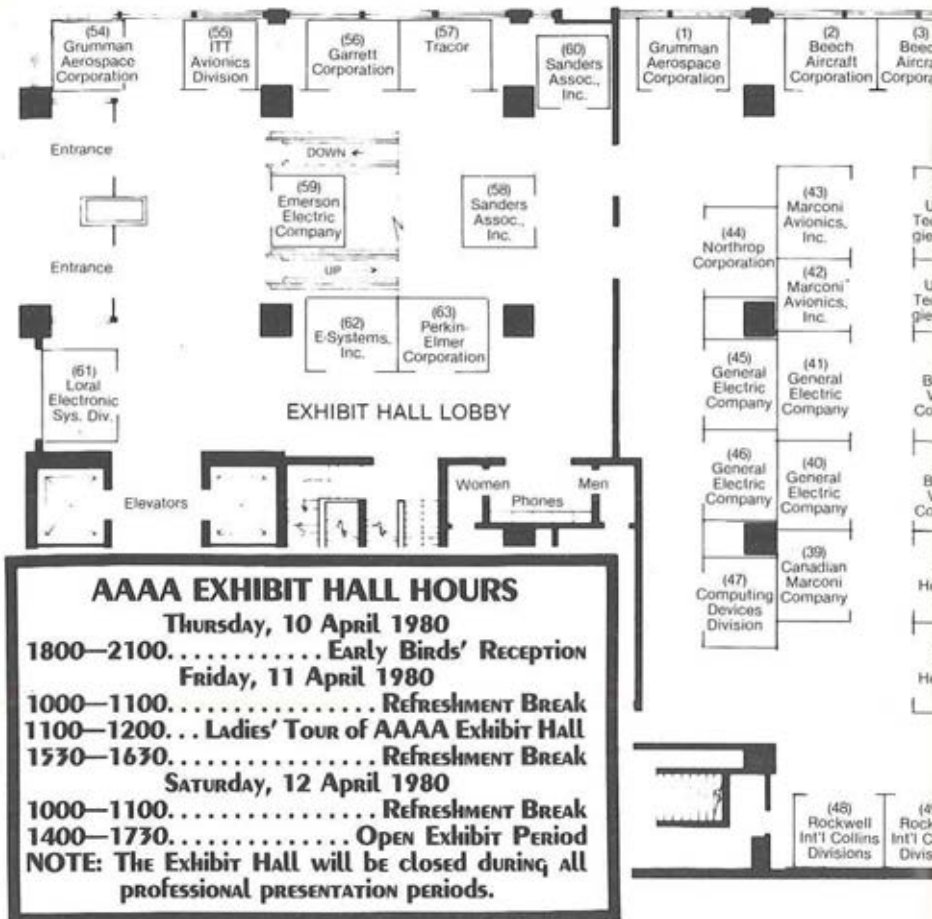 (54)
Grumman
Aerospace
Corporation
(55)
ITT
Avionics
Division
(56)
Garrett
Corporation
(57)
Tracor
(60)
Sanders
Assoc.,
Inc.
(1)
Grumman
Aerospace
Corporation
(2)
Beech
Aircraft
Corporation
(3)
Entrance
DOWN ←
(59)
Emerson
Electric
Company
(58)
Sanders
Assoc.,
Inc.
Entrance
UP →
(43)
Marconi
Avionics,
Inc.
(44)
Northrop
Corporation
(42)
Marconi
Avionics,
Inc.
(62)
E-Systems,
Inc.
(63)
Perkin-
Elmer
Corporation
(61)
Loral
Electronic
Sys. Div.
EXHIBIT HALL LOBBY
(45)
General
Electric
Company
(41)
General
Electric
Company
Elevators
Women
Men
Phones
(46)
General
Electric
Company
(40)
General
Electric
Company
(47)
Computing
Devices
Division
(39)
Canadian
Marconi
Company
AAAA EXHIBIT HALL HOURS
Thursday, 10 April 1980
1800—2100............Early Birds' Reception
Friday, 11 April 1980
1000—1100...............Refreshment Break
1100—1200...Ladies' Tour of AAAA Exhibit Hall
1530—1630................Refreshment Break
Saturday, 12 April 1980
1000—1100...............Refreshment Break
1400—1730.............Open Exhibit Period
NOTE: The Exhibit Hall will be closed during all
professional presentation periods.
(48)
Rockwell
Int'l Collins
Divisions
Int'l